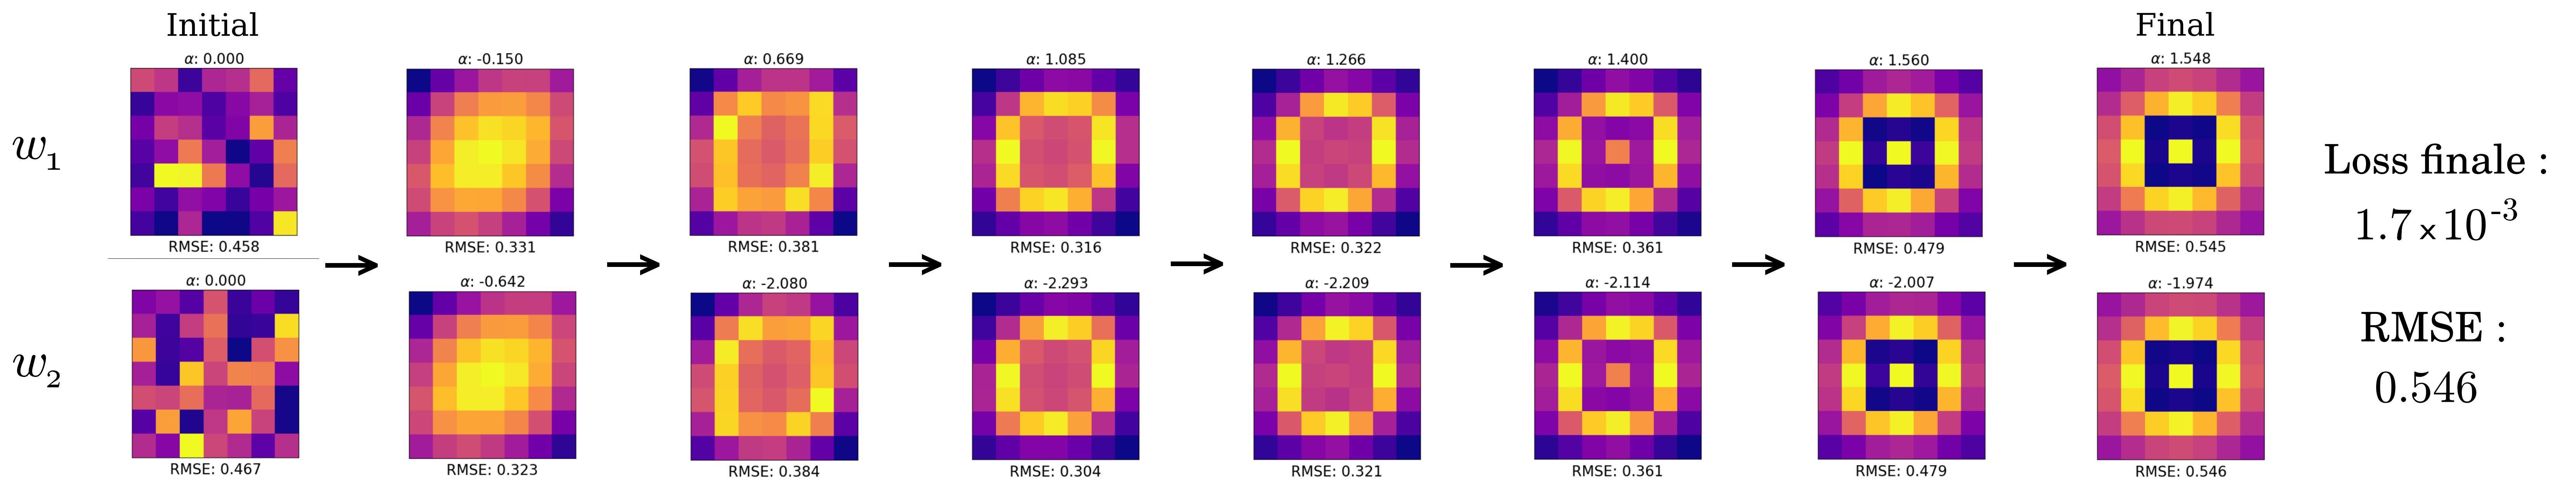 Initial
Final
α: 0.000
α: -0.150
α: 0.669
α: 1.085
α: 1.266
α: 1.400
α: 1.560
α: 1.548
w₁
RMSE: 0.458
RMSE: 0.331
RMSE: 0.381
RMSE: 0.316
RMSE: 0.322
RMSE: 0.361
RMSE: 0.479
RMSE: 0.545
α: 0.000
α: -0.642
α: -2.080
α: -2.293
α: -2.209
α: -2.114
α: -2.007
α: -1.974
w₂
RMSE: 0.467
RMSE: 0.323
RMSE: 0.384
RMSE: 0.304
RMSE: 0.321
RMSE: 0.361
RMSE: 0.479
RMSE: 0.546
Loss finale :
1.7×10⁻³
RMSE :
0.546